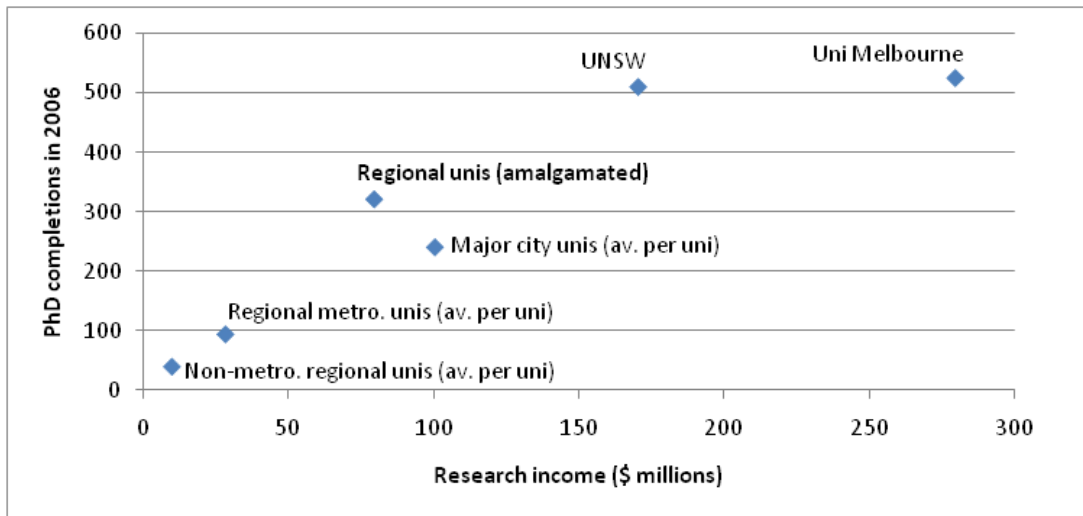 600
500
400
300
200
100
0
PhD completions in 2006
UNSW
Uni Melbourne
Regional unis (amalgamated)
Major city unis (av. per uni)
Regional metro. unis (av. per uni)
Non-metro. regional unis (av. per uni)
0 50 100 150 200 250 300
Research income ($ millions)